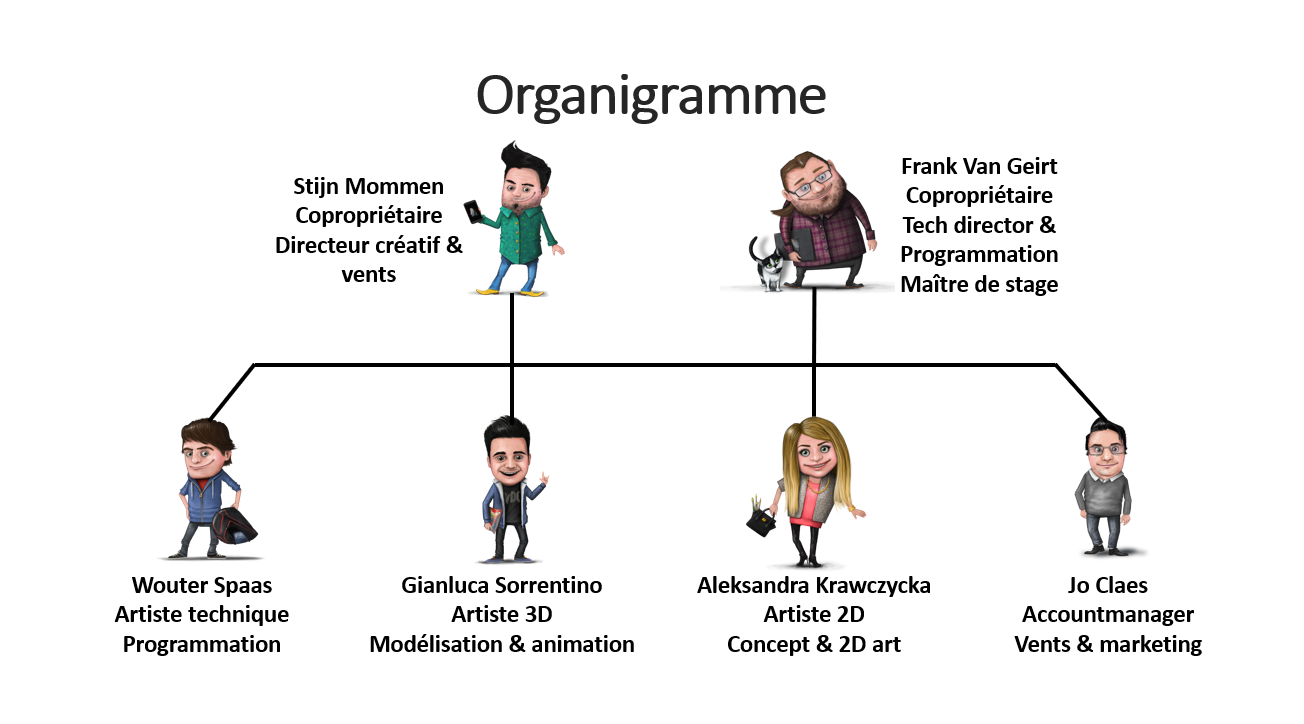 Organigramme
Stijn Mommen
Copropriétaire
Directeur créatif &
vents
Frank Van Geirt
Copropriétaire
Tech director &
Programmation
Maître de stage
Wouter Spaas
Artiste technique
Programmation
Gianluca Sorrentino
Artiste 3D
Modélisation & animation
Aleksandra Krawczycka
Artiste 2D
Concept & 2D art
Jo Claes
Accountmanager
Vents & marketing